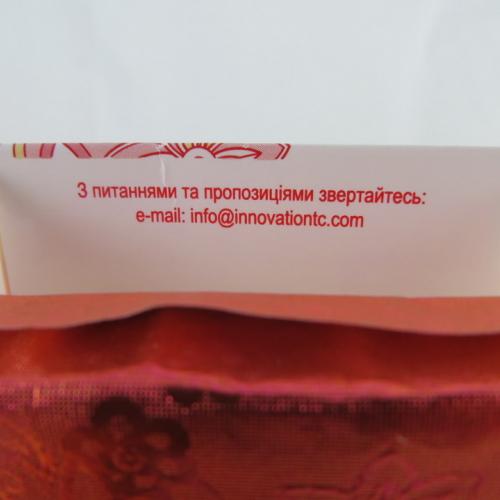 З питаннями та пропозиціями звертайтесь:
e-mail: info@innovationtc.com